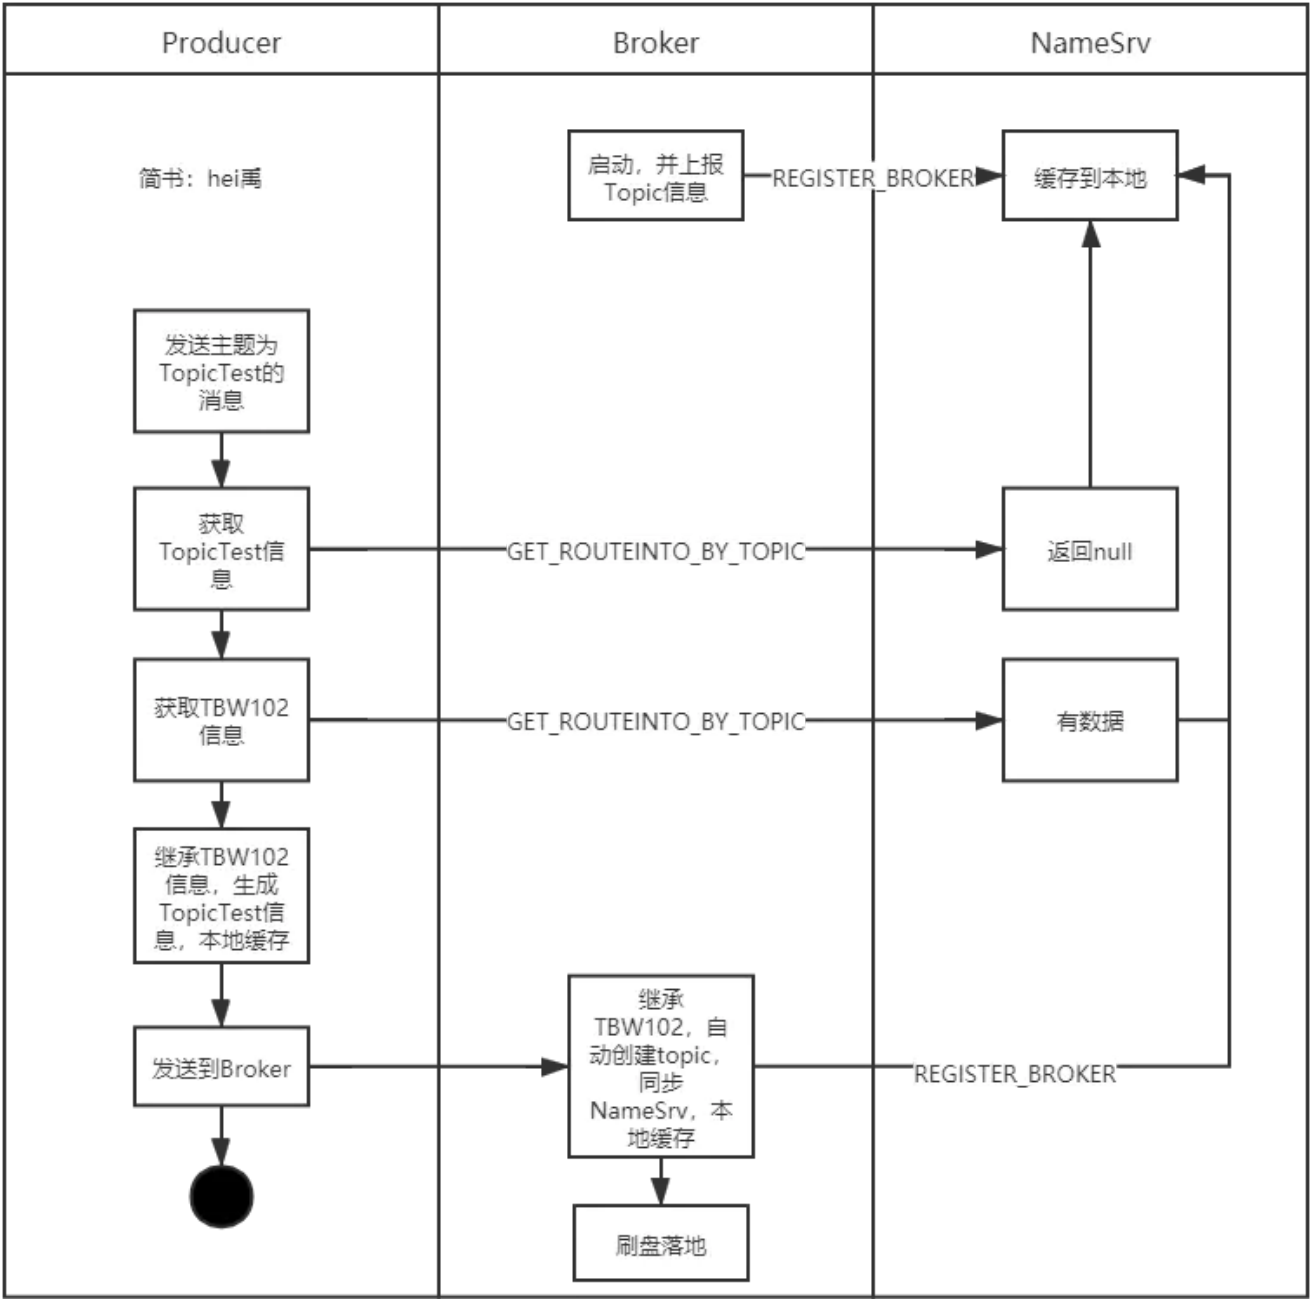 Producer
Broker
NameSrv
简书：hei禹
启动，并上报
Topic信息
REGISTER_BROKER
缓存到本地
发送主题为
TopicTest的
消息
获取
TopicTest信
息
GET_ROUTEINTO_BY_TOPIC
返回null
获取TBW102
信息
GET_ROUTEINTO_BY_TOPIC
有数据
继承TBW102
信息，生成
TopicTest信
息，本地缓存
发送到Broker
继承
TBW102，自
动创建topic，
同步
NameSrv，本
地缓存
REGISTER_BROKER
刷盘落地